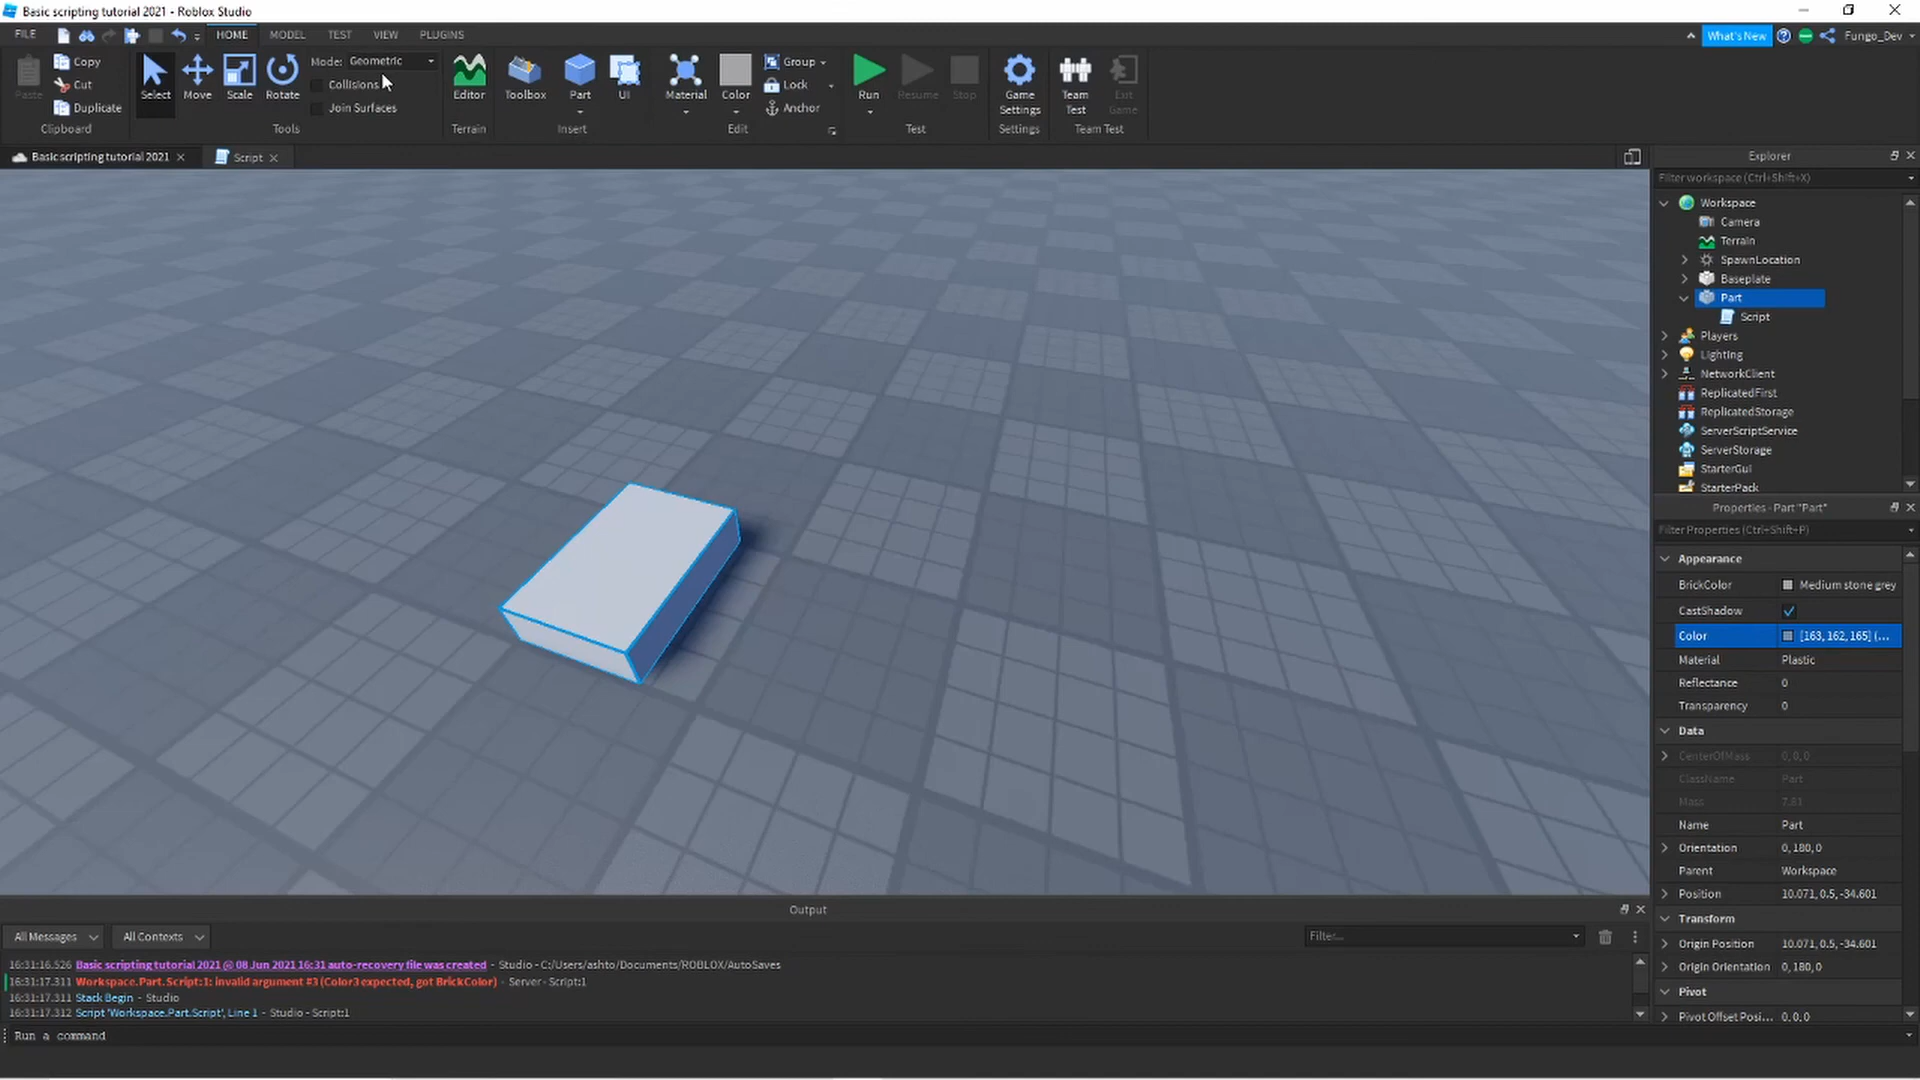 Basic scripting tutorial 2021 - Roblox Studio
FILE HOME MODEL TEST VIEW PLUGINS What's New Fungo_Dev
Paste Copy Cut Duplicate Clipboard
Select Move Scale Rotate Mode: Geometric Collisions Join Surfaces Tools
Editor Terrain
Toolbox Part UI Insert
Material Color Group Lock Anchor Edit
Run Resume Stop Test
Game Settings Settings
Team Test Exit Game Team Test
Basic scripting tutorial 2021 Script
Explorer
Filter workspace (Ctrl+Shift+X)
Workspace
Camera
Terrain
SpawnLocation
Baseplate
Part
Script
Players
Lighting
NetworkClient
ReplicatedFirst
ReplicatedStorage
ServerScriptService
ServerStorage
StarterGui
StarterPack
Properties - Part "Part"
Filter Properties (Ctrl+Shift+P)
Appearance
BrickColor Medium stone grey
CastShadow
Color [163, 162, 165] (...
Material Plastic
Reflectance 0
Transparency 0
Data
CenterOfMass 0, 0, 0
ClassName Part
Mass 7.81
Name Part
Orientation 0, 180, 0
Parent Workspace
Position 10.071, 0.5, -34.601
Transform
Origin Position 10.071, 0.5, -34.601
Origin Orientation 0, 180, 0
Pivot
Pivot Offset Posi... 0, 0, 0
Output
All Messages All Contexts Filter...
16:31:16.526 Basic scripting tutorial 2021 @ 08 Jun 2021 16:31 auto-recovery file was created - Studio - C:/Users/ashto/Documents/ROBLOX/AutoSaves
16:31:17.311 Workspace.Part.Script:1: invalid argument #3 (Color3 expected, got BrickColor) - Server - Script:1
16:31:17.311 Stack Begin - Studio
16:31:17.312 Script 'Workspace.Part.Script', Line 1 - Studio - Script:1
Run a command